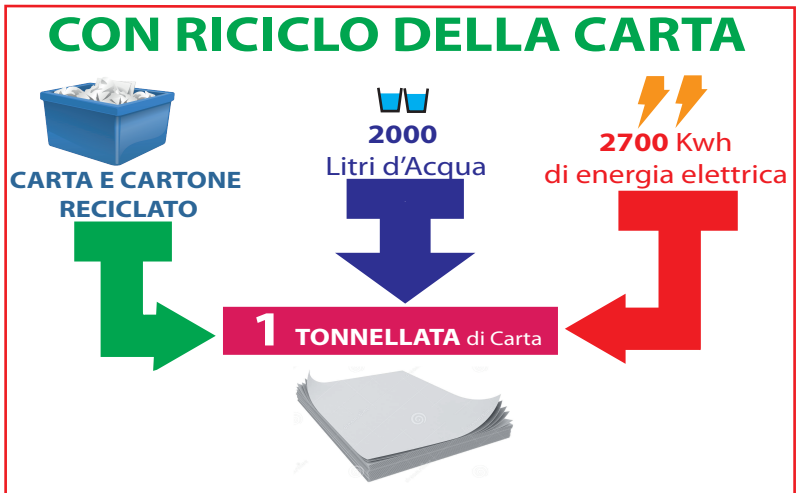 CON RICICLO DELLA CARTA
CARTA E CARTONE
RECICLATO
2000
Litri d'Acqua
2700 Kwh
di energia elettrica
1 TONNELLATA di Carta